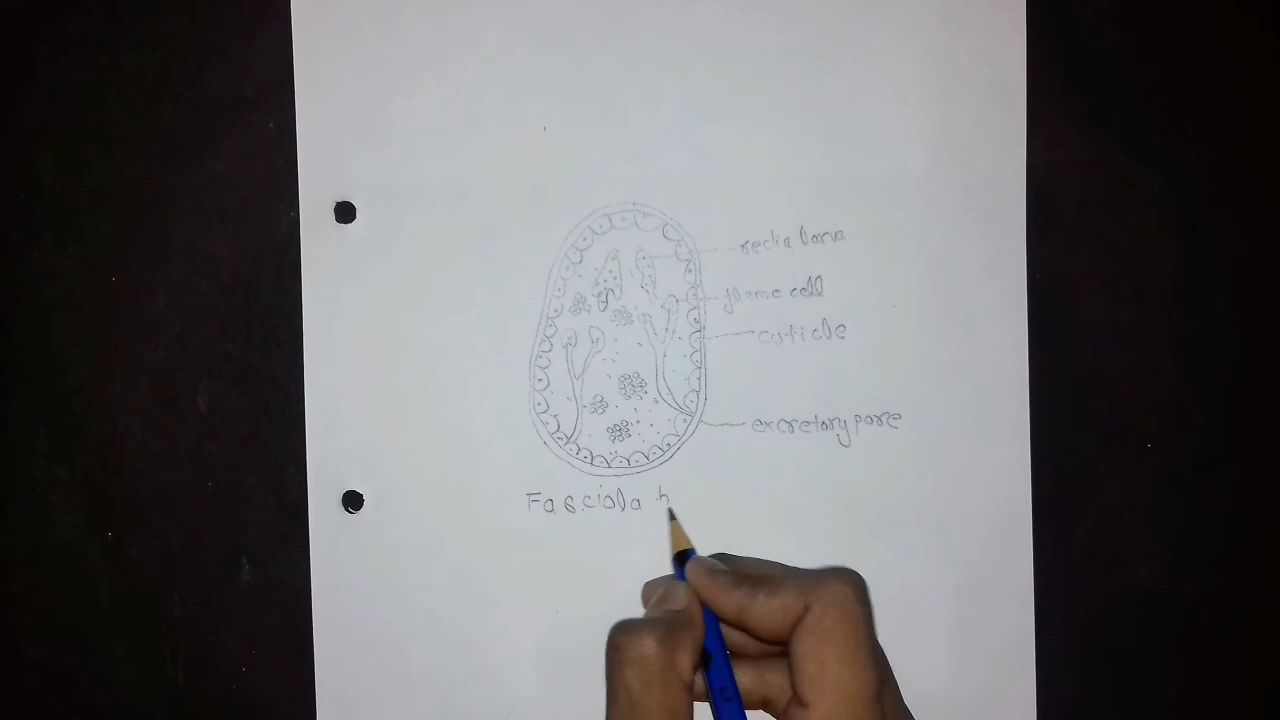 redia larva
flame cell
cuticle
excretory pore
Fasciola h